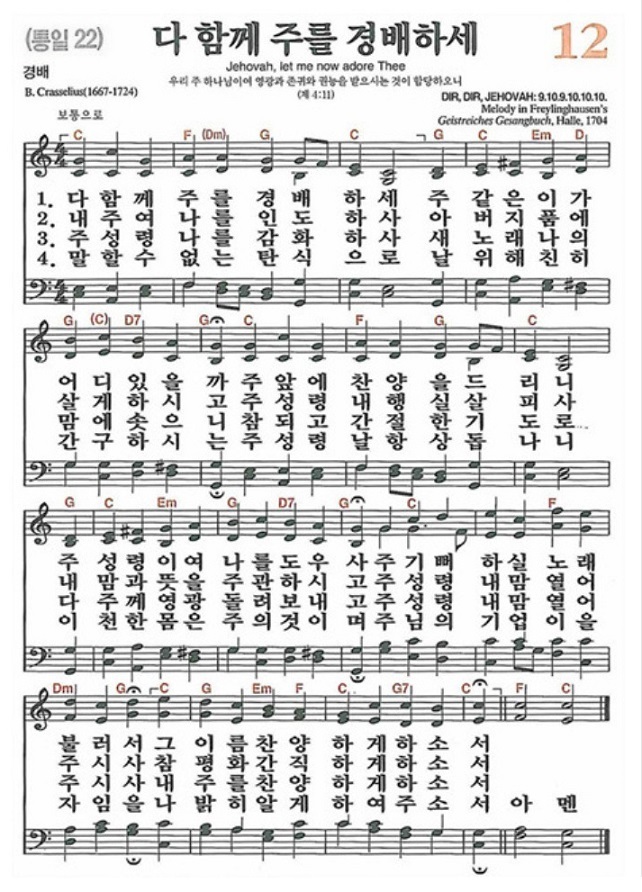 (통일 22) 다 함께 주를 경배하세 12
경배
Jehovah, let me now adore Thee
우리 주 하나님이여 영광과 존귀와 권능을 받으시는 것이 합당하오니
(계 4:11)
B. Crasselius(1667-1724)
DIR, DIR, JEHOVAH: 9.10.9.10.10.10.
Melody in Freylinghausen's
Geistreiches Gesangbuch, Halle, 1704
보통으로
C F (Dm) G C G C Em D
1. 다 함 께 주 를 경 배 하 세 주 같 은 이 가
2. 내 주 여 나 를 인 도 하 사 아 버 지 품 에
3. 주 성 령 나 를 감 화 하 사 새 노 래 나 의
4. 말 할 수 없 는 탄 식 으 로 날 위 해 친 히
G (C) D7 G C F G C
어 디 있 을 까 주 앞 에 찬 양 을 드 리 니
살 게 하 시 고 주 성 령 내 행 실 살 피 사
맘 에 솟 으 니 참 되 고 간 절 한 기 도 로
간 구 하 시 는 주 성 령 날 항 상 돕 나 니
G C Em G D7 G C F
주 성 령 이 여 나 를 도 우 사 주 기 뻐 하 실 노 래
내 맘 과 뜻 을 주 관 하 시 고 주 성 령 내 맘 열 어
다 주 께 영 광 돌 려 보 내 고 주 성 령 내 맘 열 어
이 천 한 몸 은 주 의 것 이 며 주 님 의 기 업 이 을
Dm G C G Em F C G7 C F C
불 러 서 그 이 름 찬 양 하 게 하 소 서
주 시 사 참 평 화 간 직 하 게 하 소 서
주 시 사 내 주 를 찬 양 하 게 하 소 서
자 임 을 나 밝 히 알 게 하 여 주 소 서 아 멘